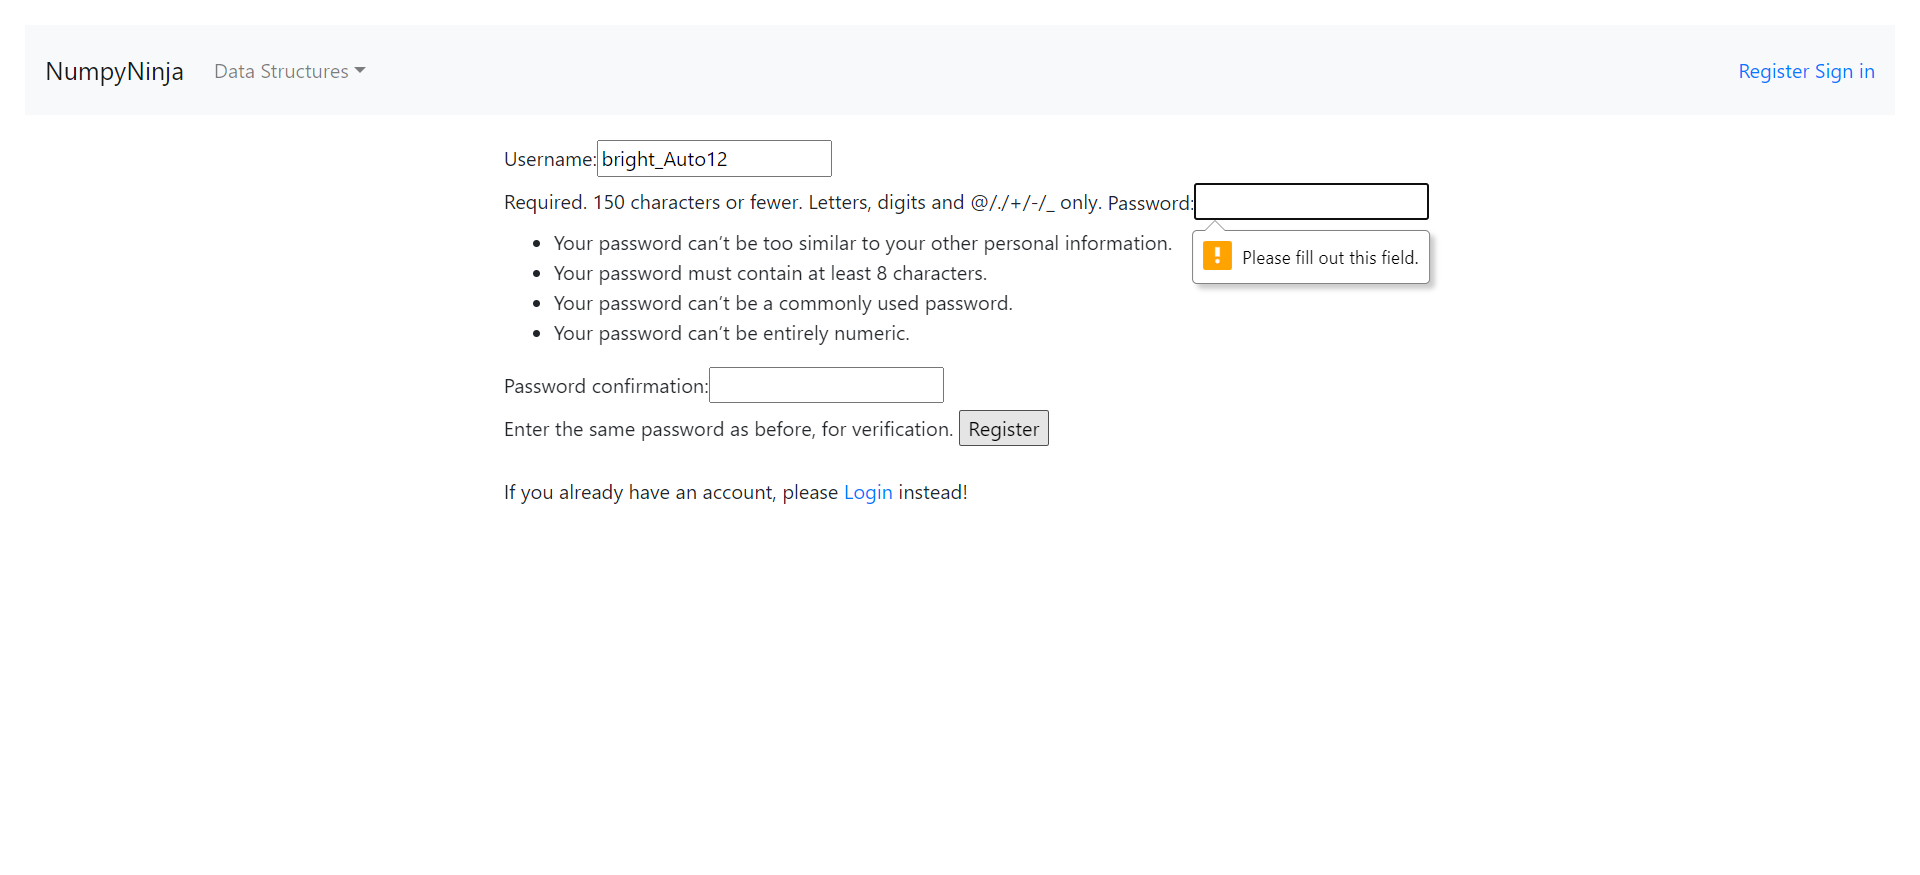 NumpyNinja Data Structures Register Sign in
Username: bright_Auto12
Required. 150 characters or fewer. Letters, digits and @/./+/-/_ only. Password:
Your password can’t be too similar to your other personal information.
Please fill out this field.
Your password must contain at least 8 characters.
Your password can’t be a commonly used password.
Your password can’t be entirely numeric.
Password confirmation:
Enter the same password as before, for verification. Register
If you already have an account, please Login instead!